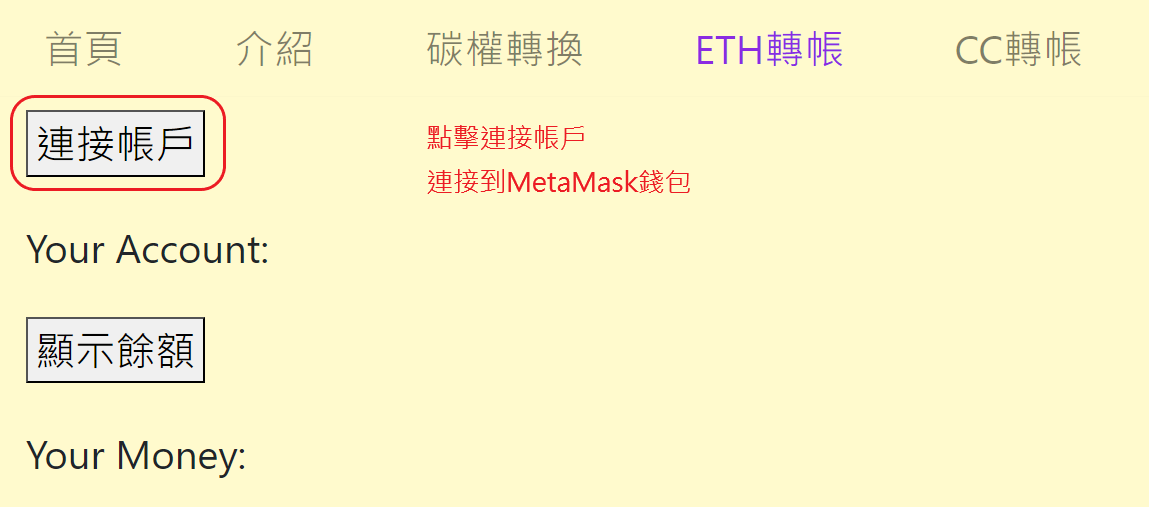 首頁 介紹 碳權轉換 ETH轉帳 CC轉帳
連接帳戶
點擊連接帳戶
連接到MetaMask錢包
Your Account:
顯示餘額
Your Money: